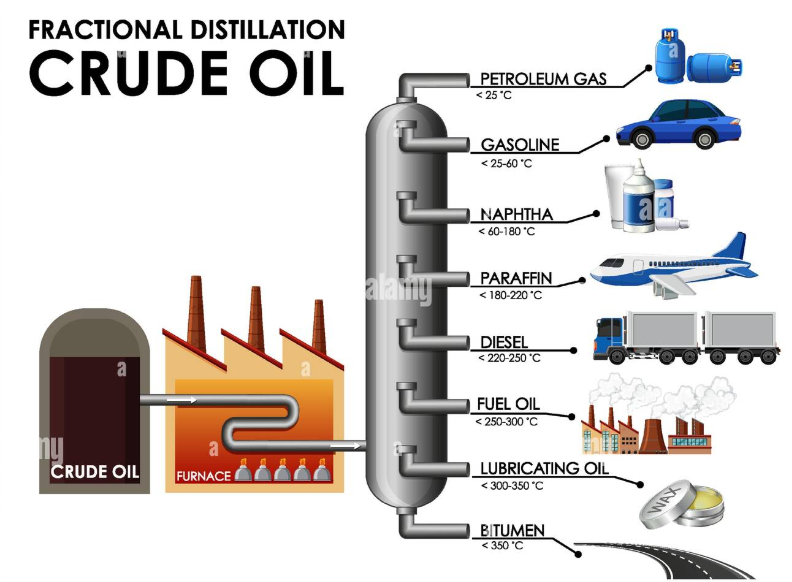 FRACTIONAL DISTILLATION
CRUDE OIL
PETROLEUM GAS
< 25 °C
GASOLINE
< 25-60 °C
NAPHTHA
< 60-180 °C
PARAFFIN
< 180-220 °C
DIESEL
< 220-250 °C
FUEL OIL
< 250-300 °C
LUBRICATING OIL
< 300-350 °C
WAX
BITUMEN
< 350 °C
CRUDE OIL
FURNACE
alamy
a
a
a
a
a
a
a